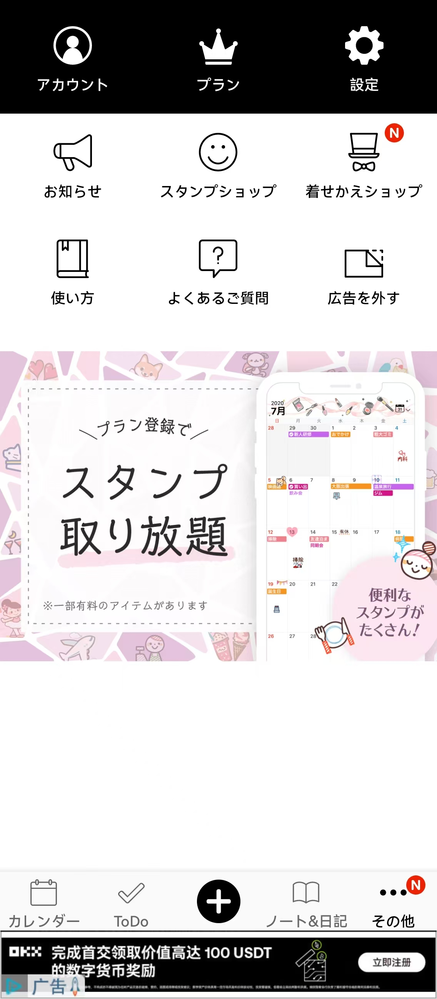 アカウント プラン 設定
N
お知らせ スタンプショップ 着せかえショップ
使い方 よくあるご質問 広告を外す
プラン登録で
スタンプ
取り放題
※一部有料のアイテムがあります
2020
7月
31
日 月 火 水 木 金 土
28 29 30 1 2 3 4
新人研修 おでかけ 粗大ゴミ
内科
5 6 7 8 9 10 11
映画館 買い出 大阪出張 温泉旅行
飲み会 ジム
早
12 13 14 15 有休 16 17 18
掃除 友達泊ま 病院
同期会
掃除
19 20 21 22
誕生日
26 27 28
便利な
スタンプが
たくさん!
カレンダー ToDo ノート&日記 その他
N
OKX
完成首交领取价值高达 100 USDT
的数字货币奖励
立即注册
广告